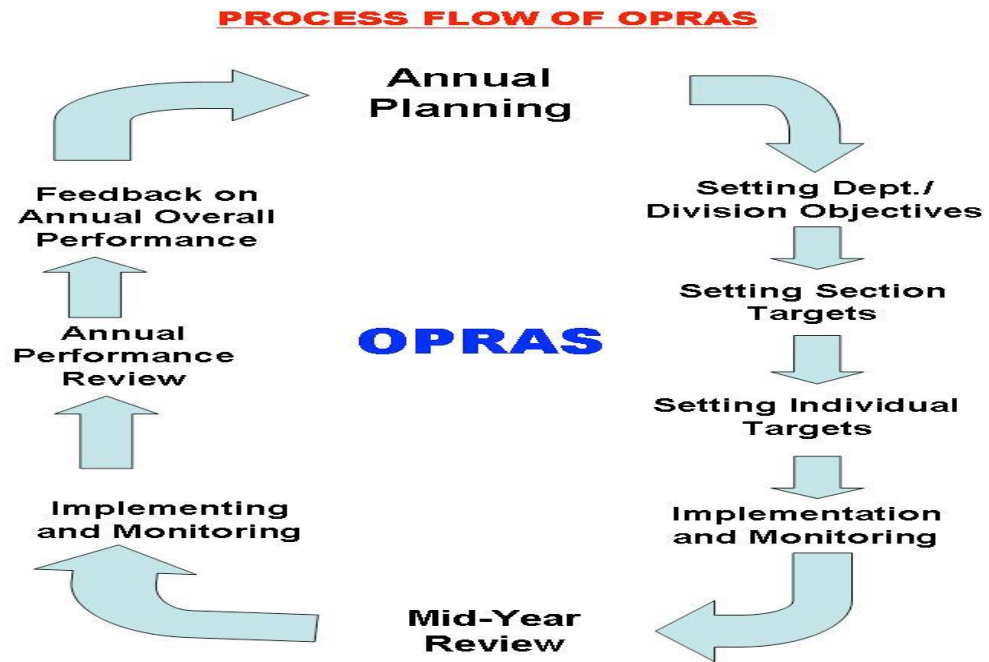 PROCESS FLOW OF OPRAS
Annual
Planning
Setting Dept./
Division Objectives
Setting Section
Targets
Setting Individual
Targets
Implementation
and Monitoring
Mid-Year
Review
Implementing
and Monitoring
Annual
Performance
Review
Feedback on
Annual Overall
Performance
OPRAS